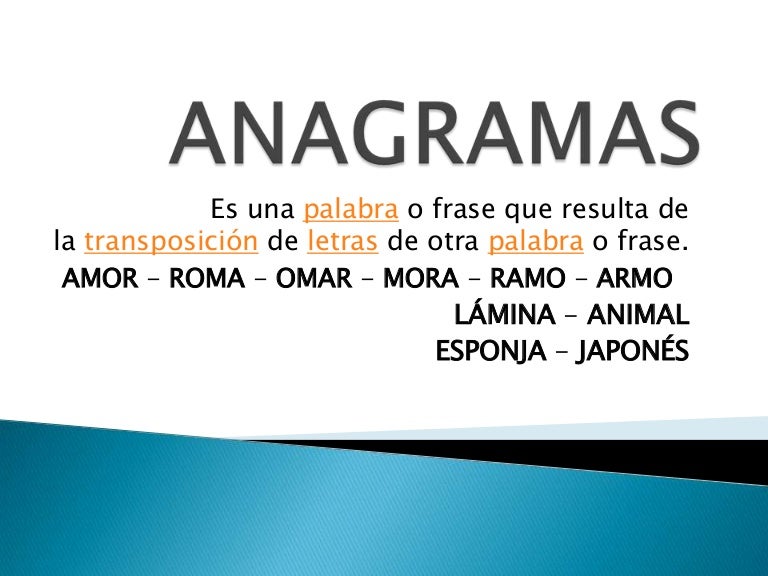 ANAGRAMAS
Es una palabra o frase que resulta de
la transposición de letras de otra palabra o frase.
AMOR – ROMA – OMAR – MORA – RAMO – ARMO
LÁMINA – ANIMAL
ESPONJA – JAPONÉS